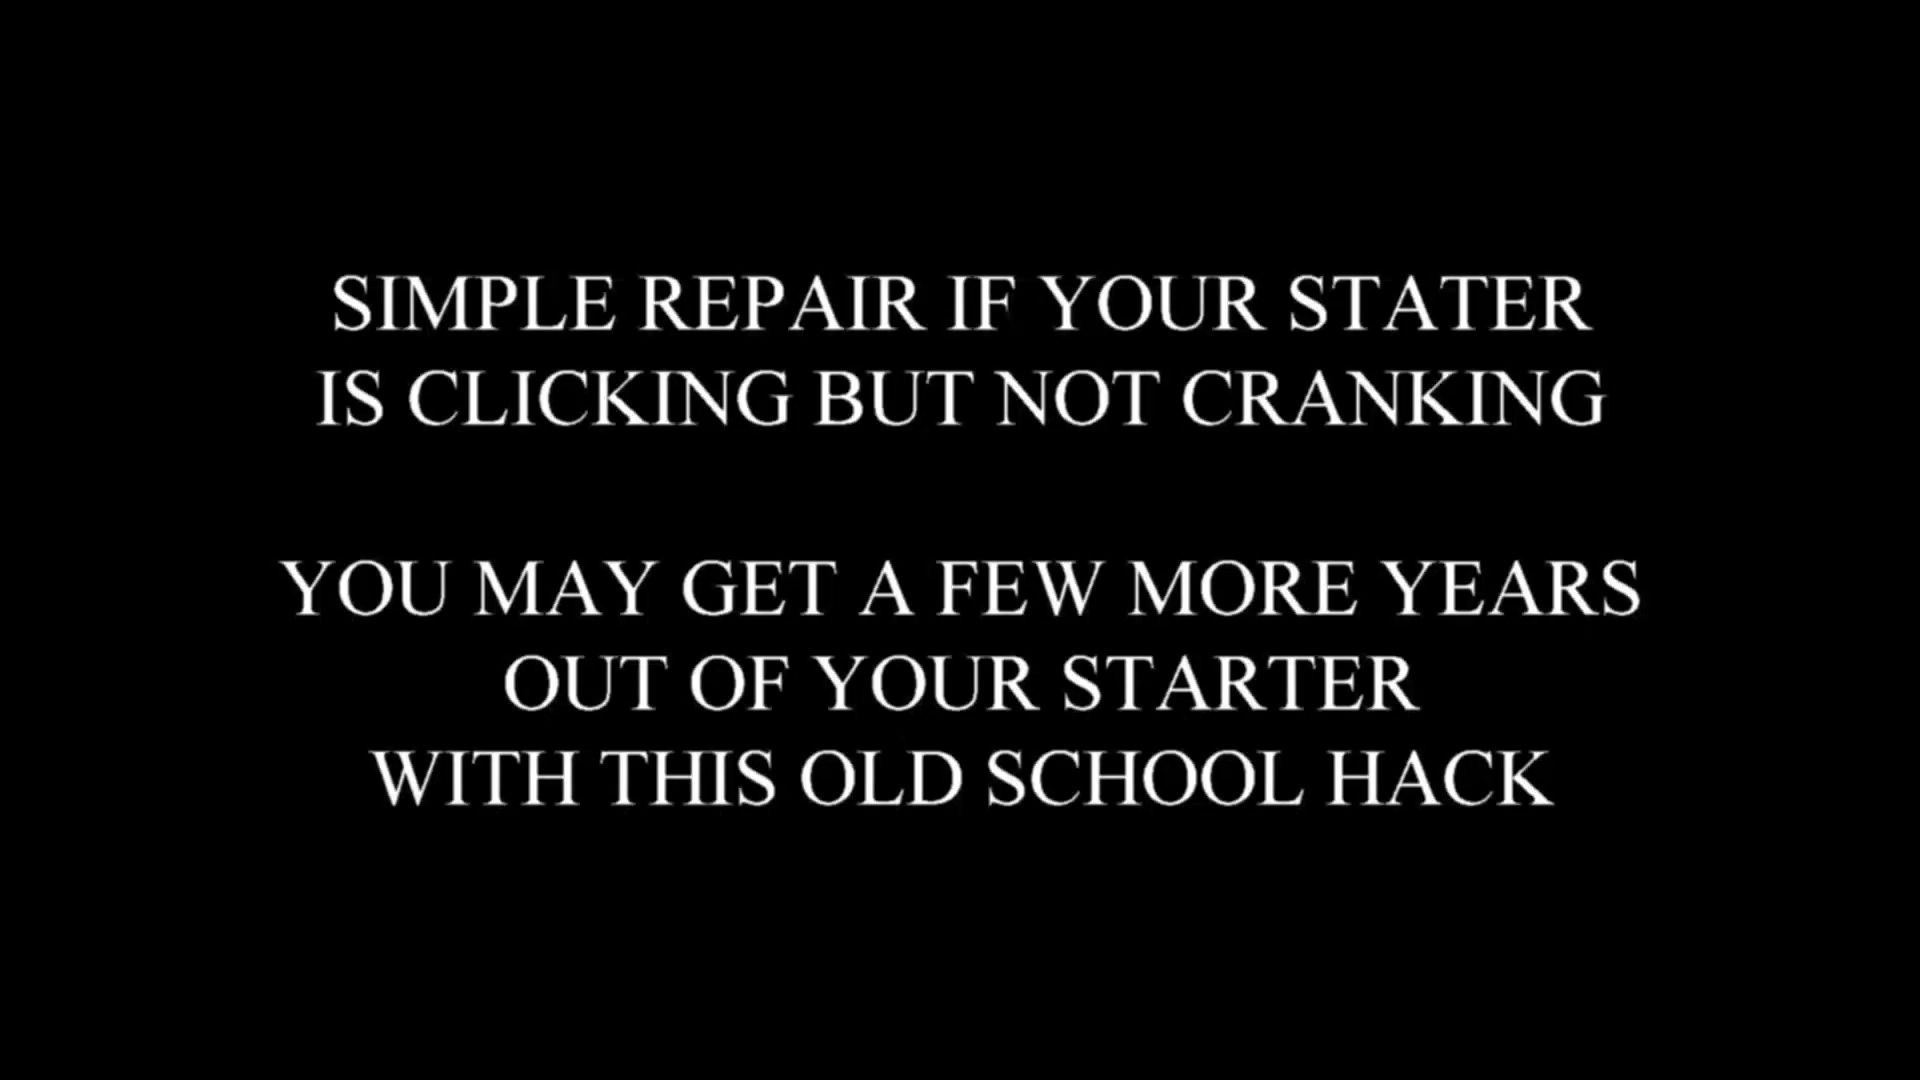 SIMPLE REPAIR IF YOUR STATER
IS CLICKING BUT NOT CRANKING
YOU MAY GET A FEW MORE YEARS
OUT OF YOUR STARTER
WITH THIS OLD SCHOOL HACK